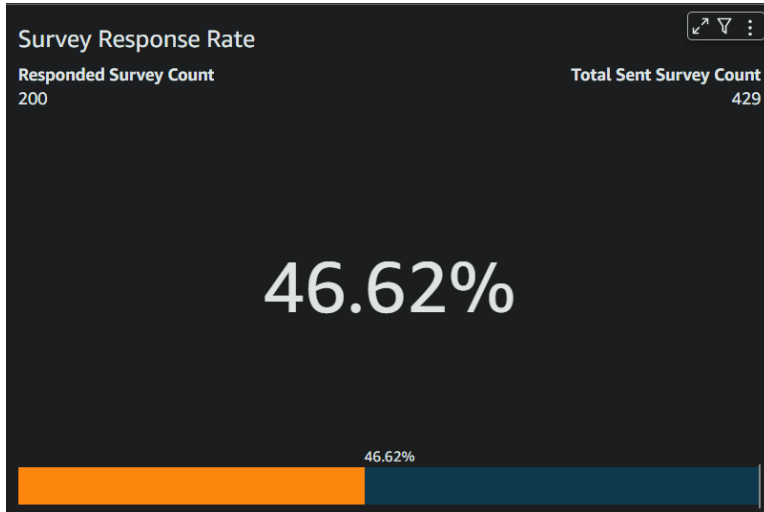 Survey Response Rate
Responded Survey Count
Total Sent Survey Count
200
429
46.62%
46.62%